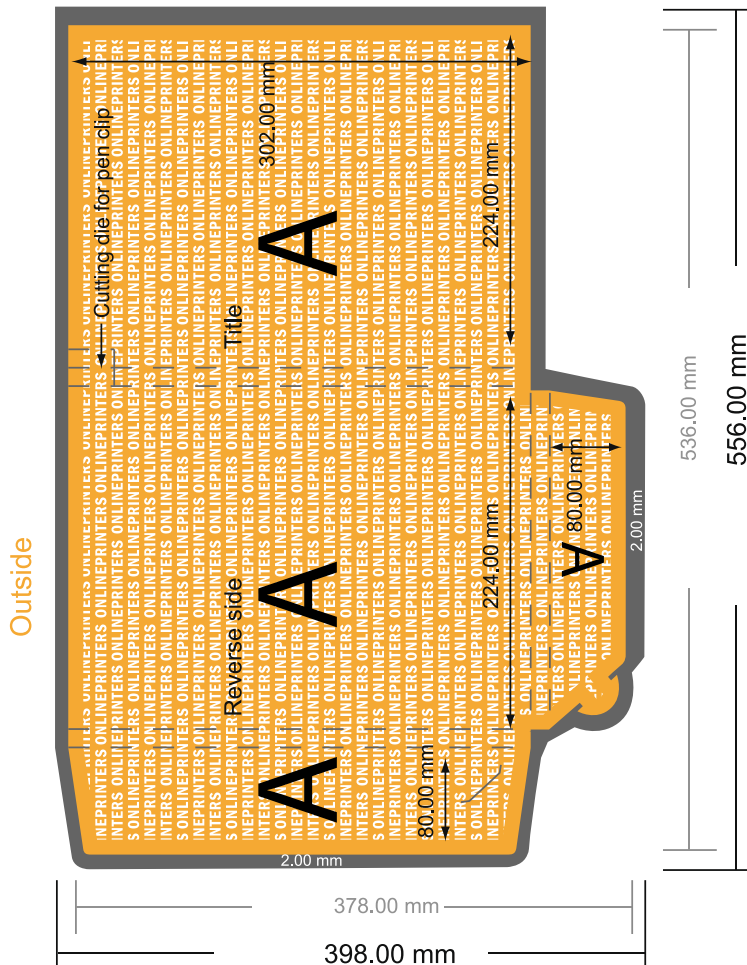 Outside
Cutting die for pen clip
302.00 mm
224.00 mm
A
Title
536.00 mm
556.00 mm
224.00 mm
80.00 mm
A
2.00 mm
A
Reverse side
A
80.00 mm
2.00 mm
378.00 mm
398.00 mm
ONLINEPRINTERS ONLINEPRINTERS ONLINEPRINTERS ONLINEPRINTERS